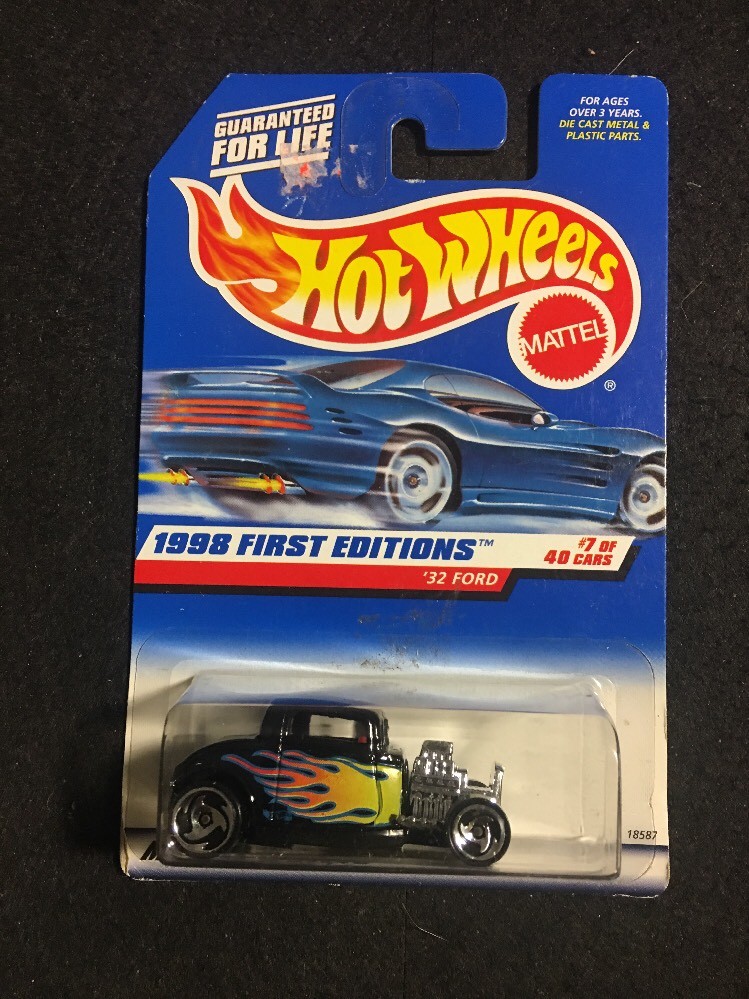 GUARANTEED
FOR LIFE
FOR AGES
OVER 3 YEARS.
DIE CAST METAL &
PLASTIC PARTS.
HOT WHEELS
MATTEL
®
1998 FIRST EDITIONS™
#7 OF
40 CARS
'32 FORD
18587